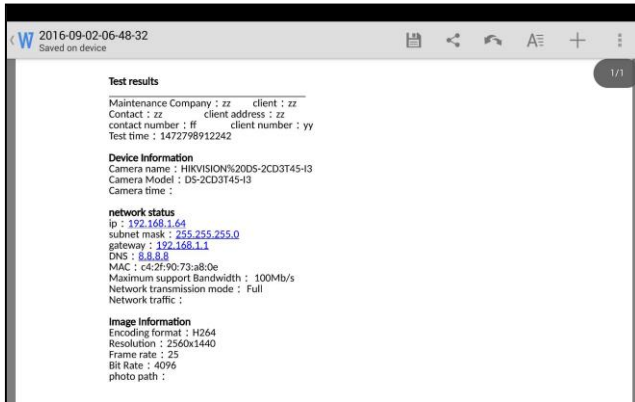 2016-09-02-06-48-32
Saved on device
1/1
Test results
Maintenance Company：zz client：zz
Contact：zz client address：zz
contact number：ff client number：yy
Test time：1472798912242
Device Information
Camera name：HIKVISION%20DS-2CD3T45-I3
Camera Model：DS-2CD3T45-I3
Camera time：
network status
ip：192.168.1.64
subnet mask：255.255.255.0
gateway：192.168.1.1
DNS：8.8.8.8
MAC：c4:2f:90:73:a8:0e
Maximum support Bandwidth： 100Mb/s
Network transmission mode： Full
Network traffic：
Image Information
Encoding format：H264
Resolution：2560x1440
Frame rate：25
Bit Rate：4096
photo path：